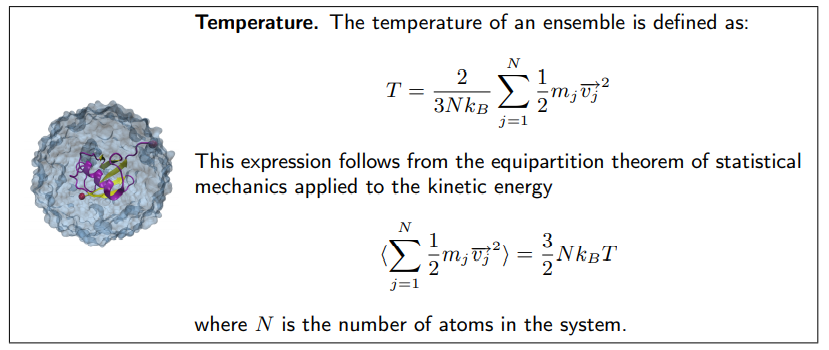 Temperature. The temperature of an ensemble is defined as:
$T = \frac{2}{3Nk_B} \sum_{j=1}^{N} \frac{1}{2} m_j \overrightarrow{v_j}^2$
This expression follows from the equipartition theorem of statistical
mechanics applied to the kinetic energy
$\langle \sum_{j=1}^{N} \frac{1}{2} m_j \overrightarrow{v_j}^2 \rangle = \frac{3}{2} N k_B T$
where $N$ is the number of atoms in the system.